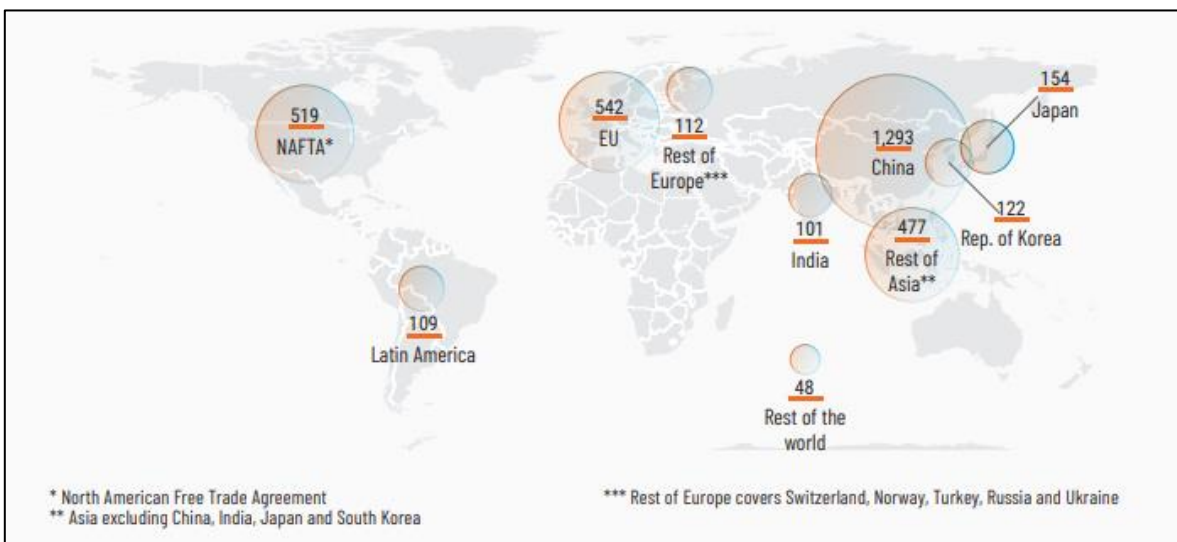 519
NAFTA*
542
EU
112
Rest of
Europe***
1,293
China
154
Japan
122
Rep. of Korea
101
India
477
Rest of
Asia**
109
Latin America
48
Rest of the
world
* North American Free Trade Agreement
** Asia excluding China, India, Japan and South Korea
*** Rest of Europe covers Switzerland, Norway, Turkey, Russia and Ukraine